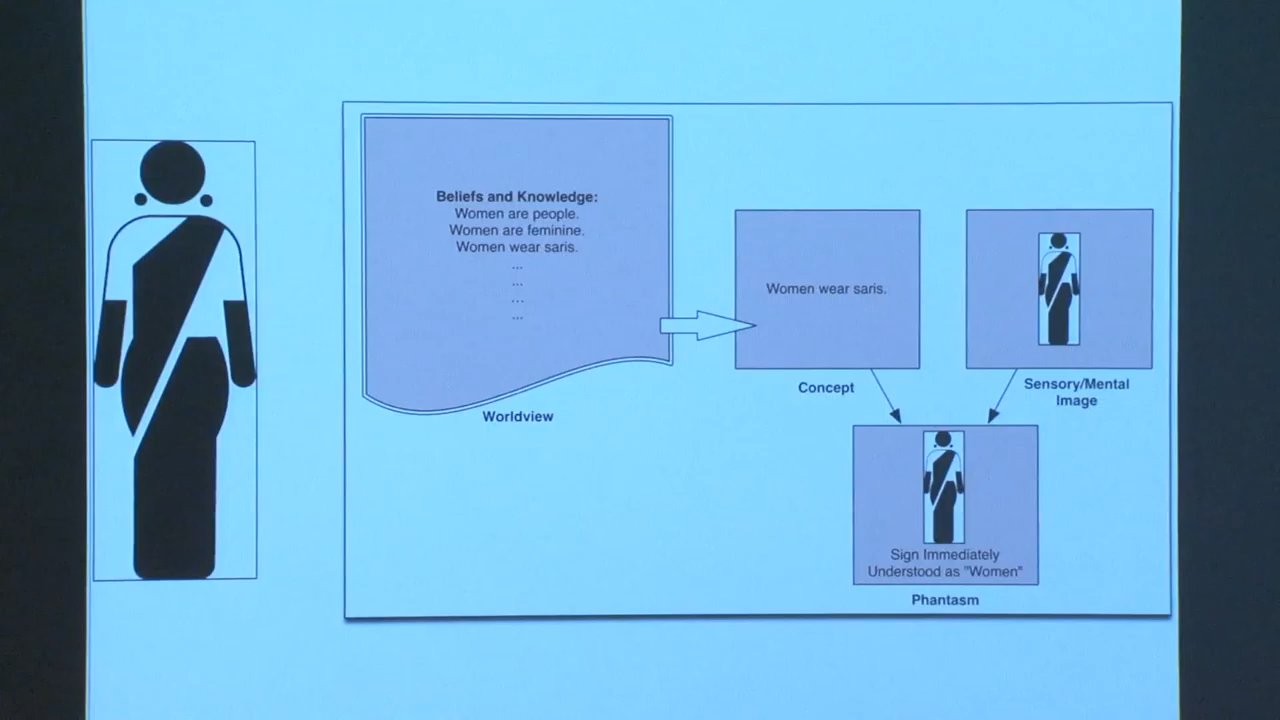 Beliefs and Knowledge:
Women are people.
Women are feminine.
Women wear saris.
...
...
...
...
Worldview
Women wear saris.
Concept
Sensory/Mental
Image
Sign Immediately
Understood as "Women"
Phantasm